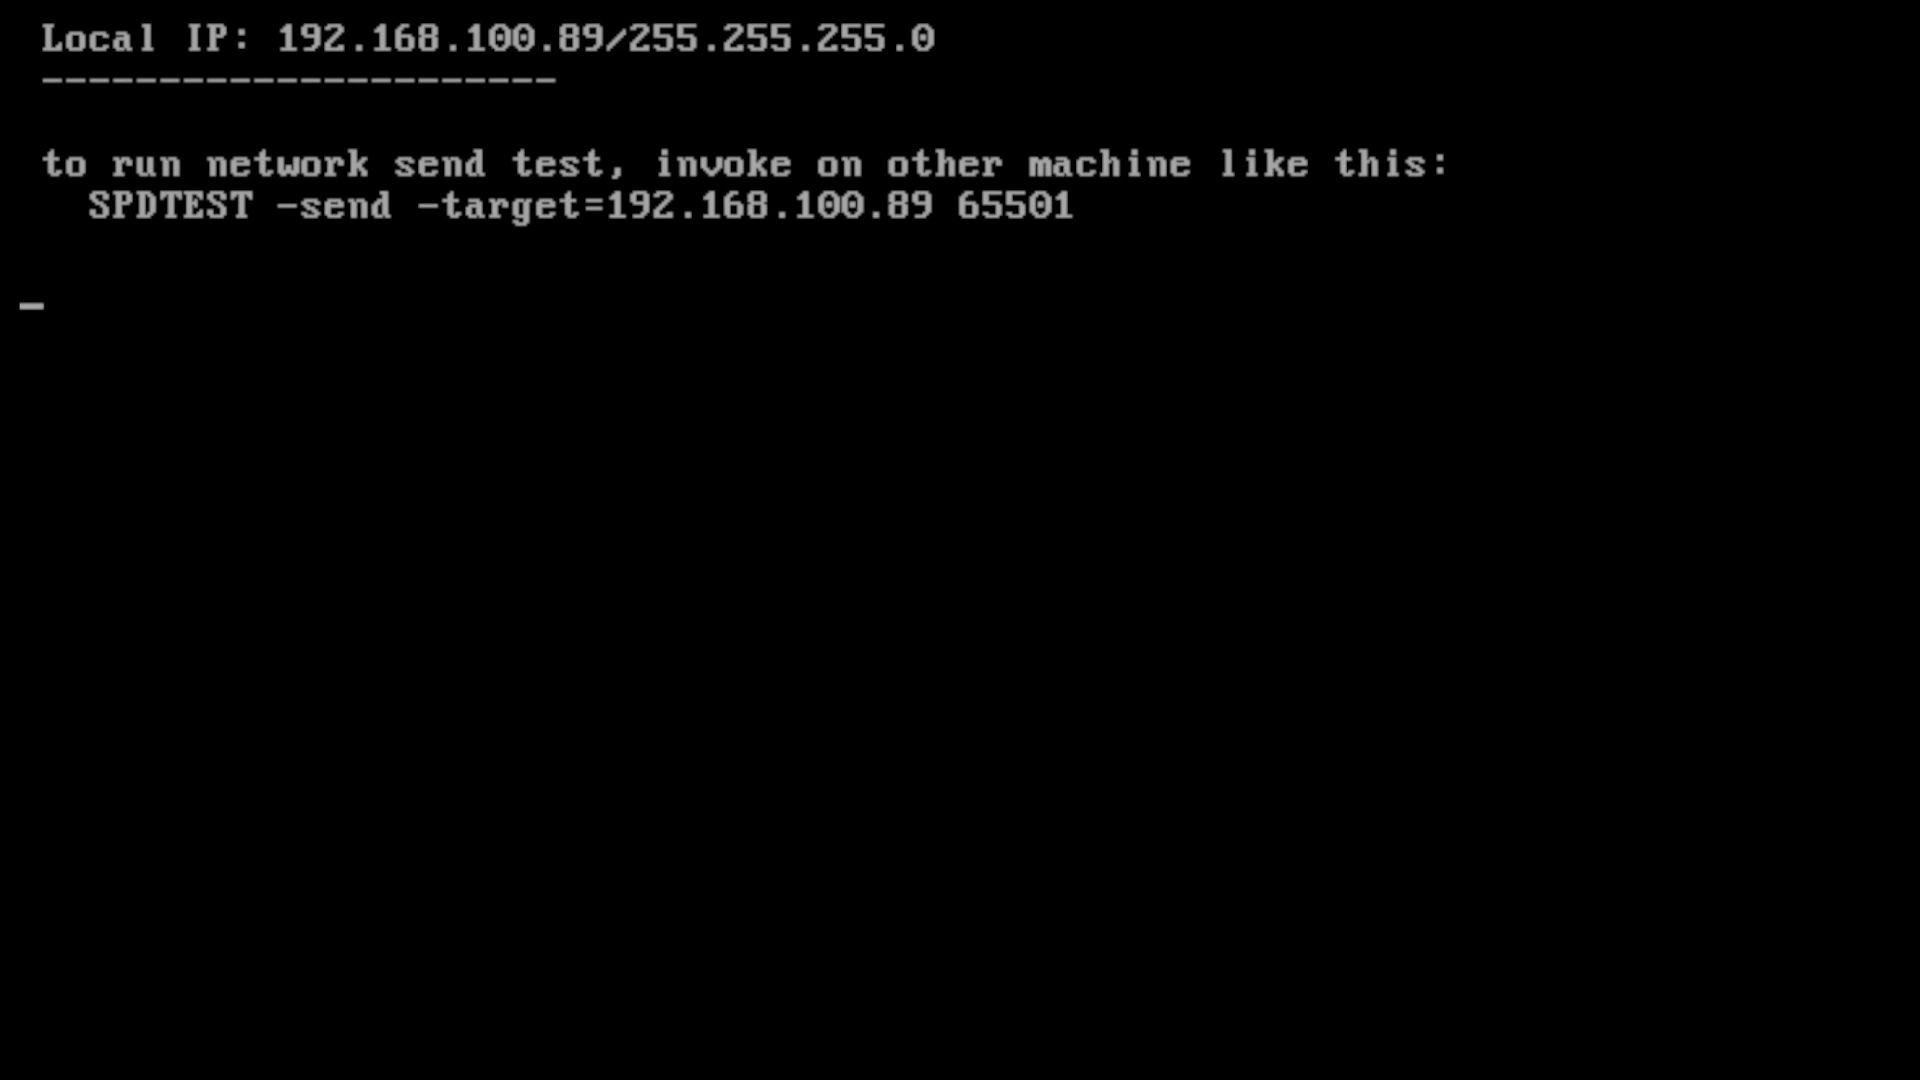 Local IP: 192.168.100.89/255.255.255.0
----------------------
to run network send test, invoke on other machine like this:
SPDTEST -send -target=192.168.100.89 65501